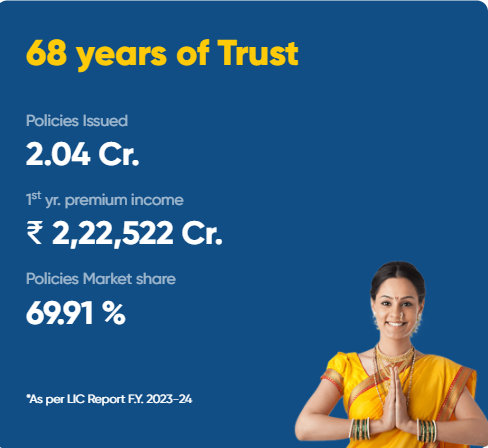 68 years of Trust
Policies Issued
2.04 Cr.
1st yr. premium income
₹ 2,22,522 Cr.
Policies Market share
69.91 %
*As per LIC Report F.Y. 2023-24